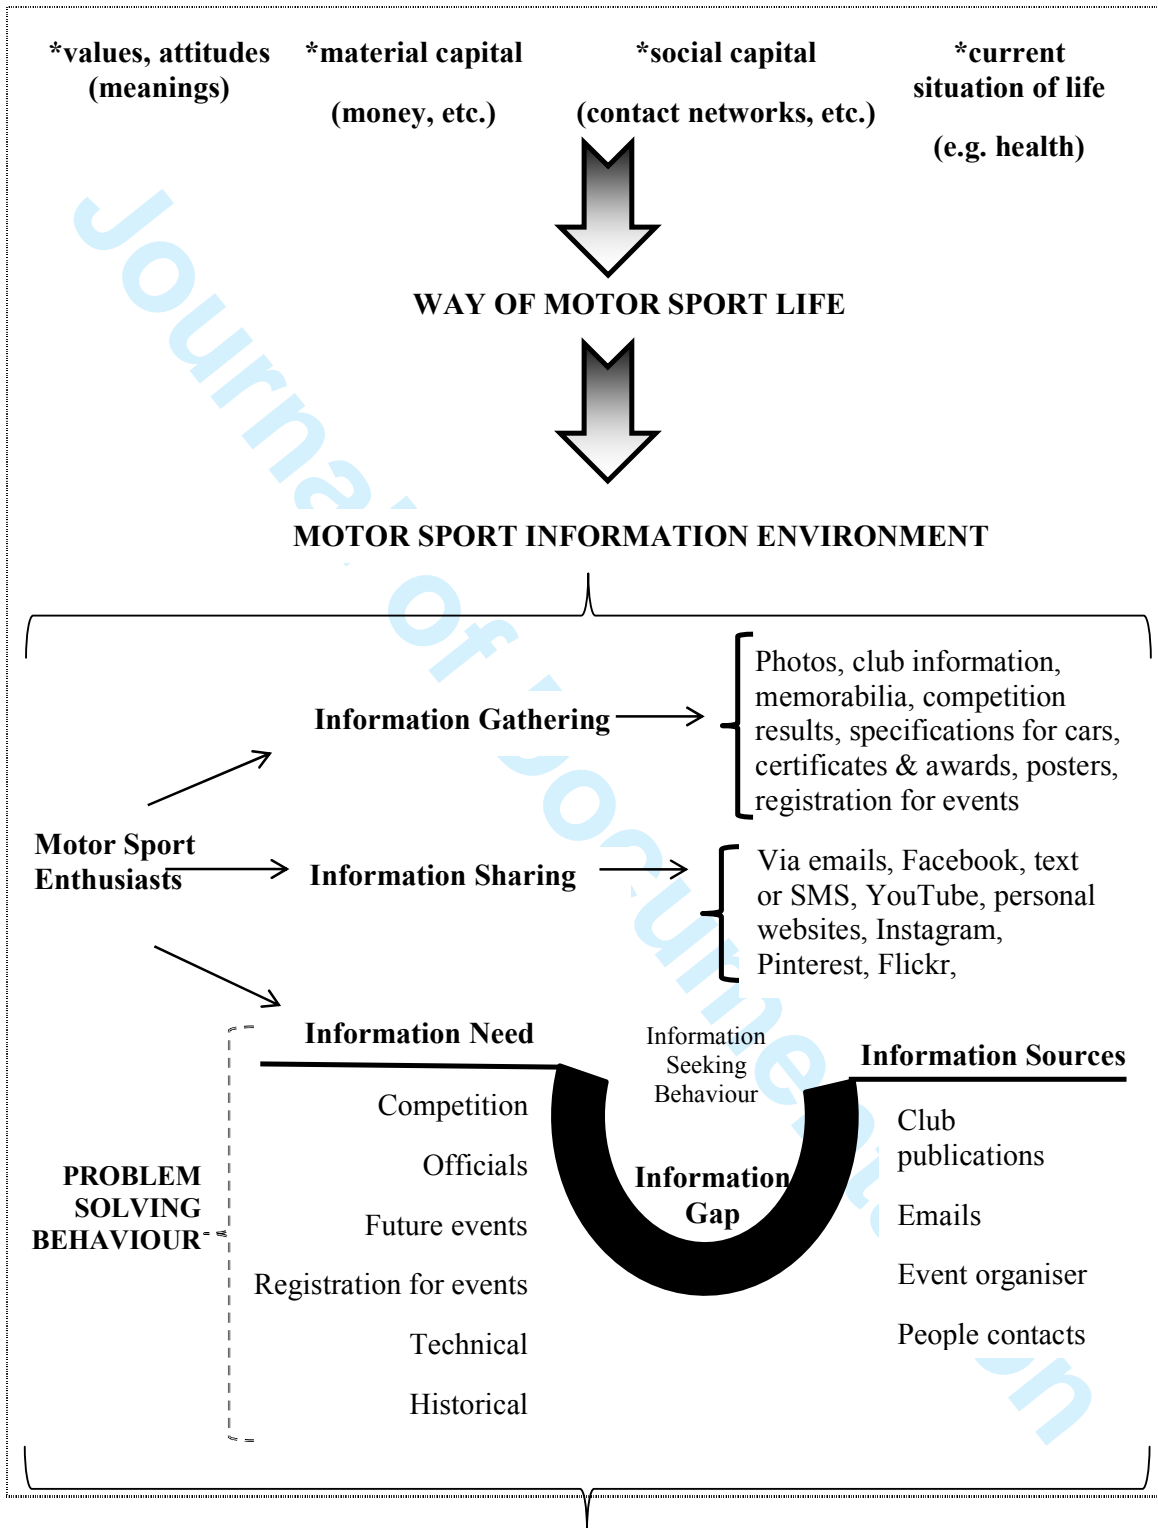 *values, attitudes
(meanings)
*material capital
(money, etc.)
*social capital
(contact networks, etc.)
*current
situation of life
(e.g. health)
WAY OF MOTOR SPORT LIFE
MOTOR SPORT INFORMATION ENVIRONMENT
Motor Sport
Enthusiasts
Information Gathering
Photos, club information,
memorabilia, competition
results, specifications for cars,
certificates & awards, posters,
registration for events
Information Sharing
Via emails, Facebook, text
or SMS, YouTube, personal
websites, Instagram,
Pinterest, Flickr,
PROBLEM
SOLVING
BEHAVIOUR
Information Need
Competition
Officials
Future events
Registration for events
Technical
Historical
Information
Seeking
Behaviour
Information
Gap
Information Sources
Club
publications
Emails
Event organiser
People contacts
Journal of Documentation